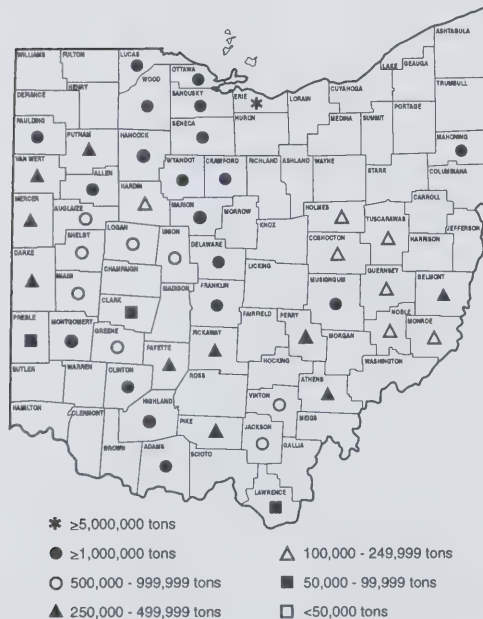 ASHTABULA
WILLIAMS
FULTON
LUCAS
OTTAWA
LAKE
GEAUGA
WOOD
SANDUSKY
ERIE
LORAIN
CUYAHOGA
TRUMBULL
HENRY
DEFIANCE
SENECA
HURON
MEDINA
SUMMIT
PORTAGE
PAULDING
PUTNAM
HANCOCK
MAHONING
VAN WERT
ALLEN
WYANDOT
CRAWFORD
RICHLAND
ASHLAND
WAYNE
STARK
COLUMBIANA
HARDIN
MERCER
AUGLAIZE
MARION
MORROW
HOLMES
CARROLL
TUSCARAWAS
JEFFERSON
SHELBY
LOGAN
UNION
KNOX
COSHOCTON
HARRISON
DELAWARE
DARKE
MIAMI
CHAMPAIGN
LICKING
GUERNSEY
BELMONT
CLARK
MADISON
FRANKLIN
MUSKINGUM
NOBLE
MONROE
PREBLE
MONTGOMERY
GREENE
FAIRFIELD
PERRY
MORGAN
FAYETTE
PICKAWAY
WASHINGTON
BUTLER
WARREN
CLINTON
ROSS
HOCKING
ATHENS
HAMILTON
CLERMONT
HIGHLAND
VINTON
PIKE
JACKSON
MEIGS
BROWN
ADAMS
SCIOTO
GALLIA
LAWRENCE
≥5,000,000 tons
≥1,000,000 tons
100,000 - 249,999 tons
500,000 - 999,999 tons
50,000 - 99,999 tons
250,000 - 499,999 tons
<50,000 tons